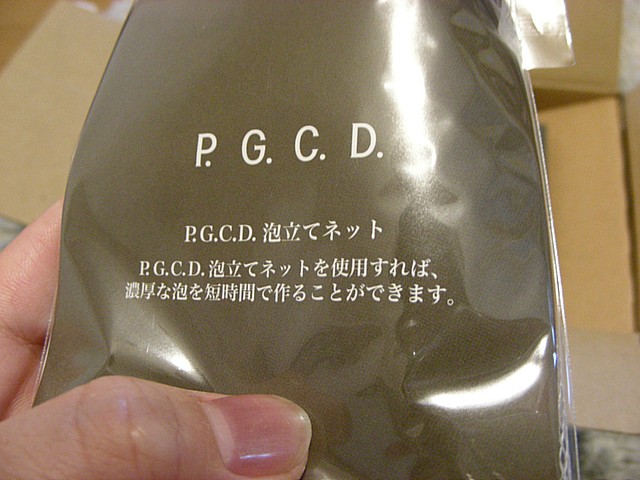 P. G. C. D.
P.G.C.D. 泡立てネット
P.G.C.D. 泡立てネットを使用すれば、
濃厚な泡を短時間で作ることができます。